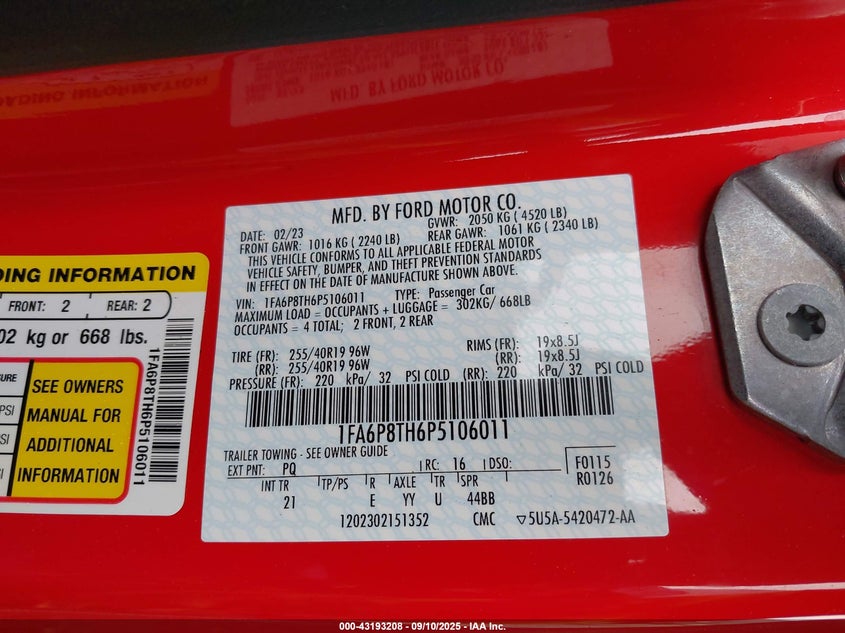 MFD. BY FORD MOTOR CO.
DATE: 02/23 GVWR: 2050 KG ( 4520 LB)
FRONT GAWR: 1016 KG ( 2240 LB) REAR GAWR: 1061 KG ( 2340 LB)
THIS VEHICLE CONFORMS TO ALL APPLICABLE FEDERAL MOTOR
VEHICLE SAFETY, BUMPER, AND THEFT PREVENTION STANDARDS
IN EFFECT ON THE DATE OF MANUFACTURE SHOWN ABOVE.
VIN: 1FA6P8TH6P5106011 TYPE: Passenger Car
MAXIMUM LOAD = OCCUPANTS + LUGGAGE = 302KG/ 668LB
OCCUPANTS = 4 TOTAL; 2 FRONT, 2 REAR
TIRE (FR): 255/40R19 96W RIMS (FR): 19x8.5J
(RR): 255/40R19 96W (RR): 19x8.5J
PRESSURE (FR): 220 kPa/ 32 PSI COLD (RR): 220 kPa/ 32 PSI COLD
1FA6P8TH6P5106011
TRAILER TOWING - SEE OWNER GUIDE
EXT PNT: PQ RC: 16 DSO: F0115
R0126
INT TR TP/PS R AXLE TR SPR
21 E YY U 44BB
1202302151352 CMC ▽5U5A-5420472-AA
DING INFORMATION
FRONT: 2 REAR: 2
02 kg or 668 lbs.
SURE
PSI
SI
SI
SEE OWNERS
MANUAL FOR
ADDITIONAL
INFORMATION
1FA6P8TH6P5106011
000-43193208 - 09/10/2025 - IAA Inc.